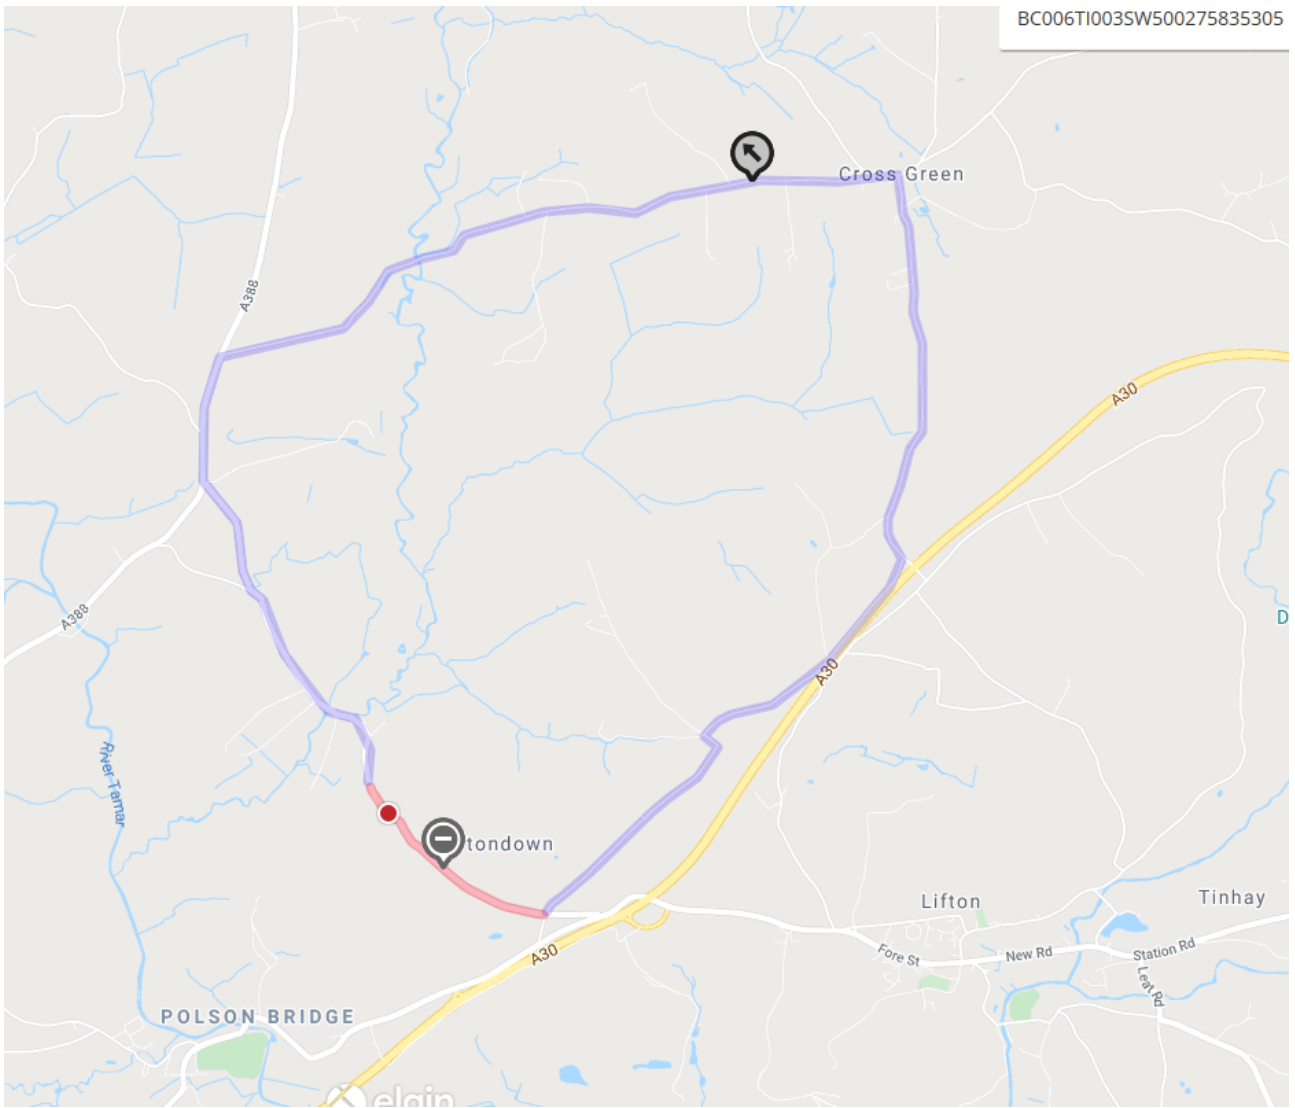 BC006TI003SW500275835305
Cross Green
A388
A30
A388
A30
River Tamar
tondown
Lifton
Tinhay
Fore St
New Rd
Station Rd
Leat Rd
A30
POLSON BRIDGE
D
elgin